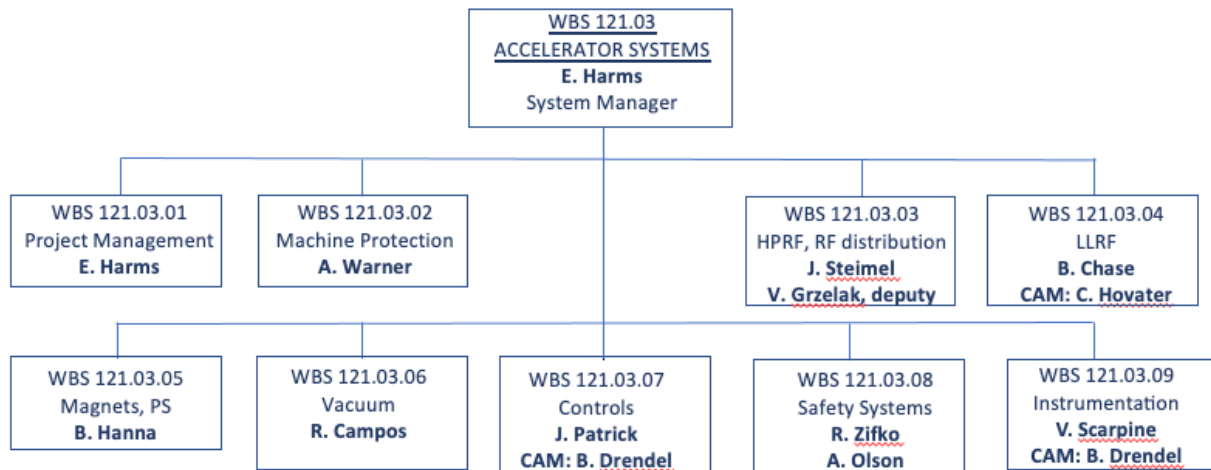 WBS 121.03
ACCELERATOR SYSTEMS
E. Harms
System Manager
WBS 121.03.01
Project Management
E. Harms
WBS 121.03.02
Machine Protection
A. Warner
WBS 121.03.03
HPRF, RF distribution
J. Steimel
V. Grzelak, deputy
WBS 121.03.04
LLRF
B. Chase
CAM: C. Hovater
WBS 121.03.05
Magnets, PS
B. Hanna
WBS 121.03.06
Vacuum
R. Campos
WBS 121.03.07
Controls
J. Patrick
CAM: B. Drendel
WBS 121.03.08
Safety Systems
R. Zifko
A. Olson
WBS 121.03.09
Instrumentation
V. Scarpine
CAM: B. Drendel